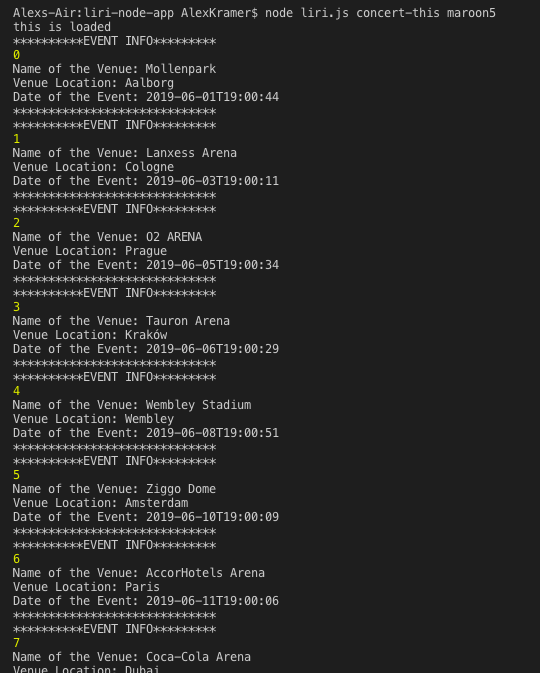 Alexs-Air:liri-node-app AlexKramer$ node liri.js concert-this maroon5
this is loaded
**********EVENT INFO*********
0
Name of the Venue: Mollenpark
Venue Location: Aalborg
Date of the Event: 2019-06-01T19:00:44
*****************************
**********EVENT INFO*********
1
Name of the Venue: Lanxess Arena
Venue Location: Cologne
Date of the Event: 2019-06-03T19:00:11
*****************************
**********EVENT INFO*********
2
Name of the Venue: O2 ARENA
Venue Location: Prague
Date of the Event: 2019-06-05T19:00:34
*****************************
**********EVENT INFO*********
3
Name of the Venue: Tauron Arena
Venue Location: Kraków
Date of the Event: 2019-06-06T19:00:29
*****************************
**********EVENT INFO*********
4
Name of the Venue: Wembley Stadium
Venue Location: Wembley
Date of the Event: 2019-06-08T19:00:51
*****************************
**********EVENT INFO*********
5
Name of the Venue: Ziggo Dome
Venue Location: Amsterdam
Date of the Event: 2019-06-10T19:00:09
*****************************
**********EVENT INFO*********
6
Name of the Venue: AccorHotels Arena
Venue Location: Paris
Date of the Event: 2019-06-11T19:00:06
*****************************
**********EVENT INFO*********
7
Name of the Venue: Coca-Cola Arena
Venue Location: Dubai